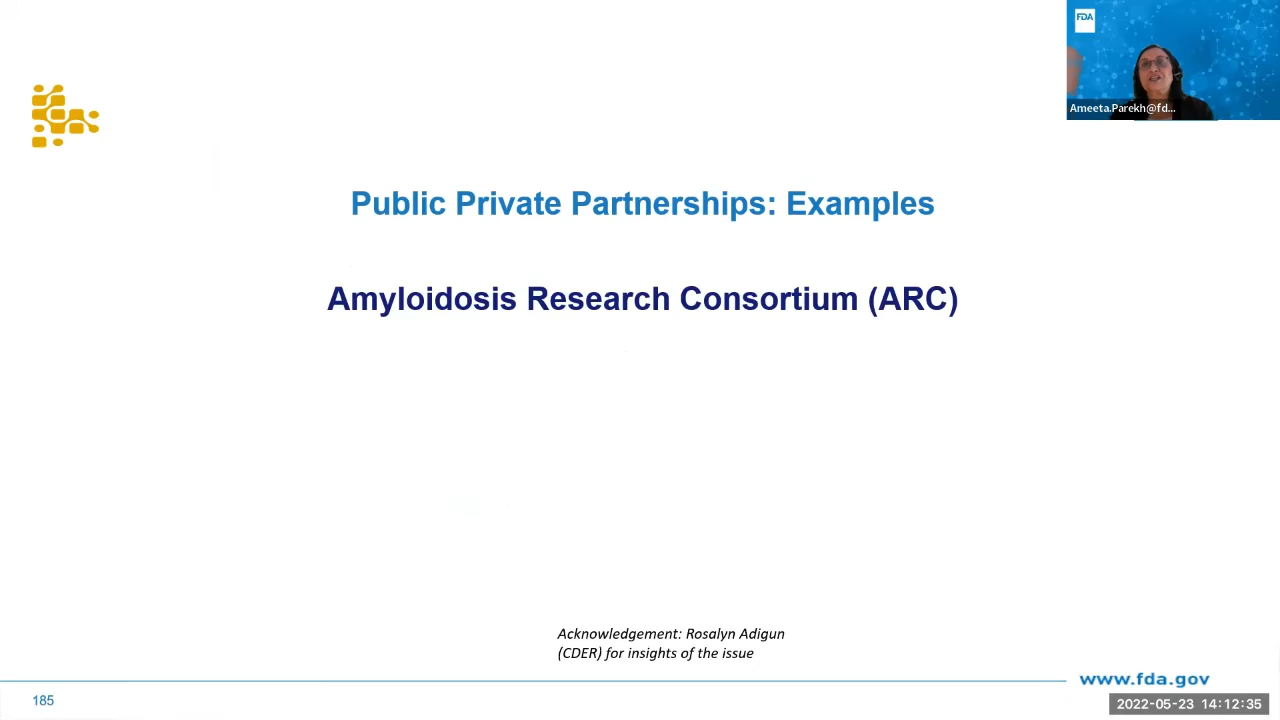 FDA
Ameeta.Parekh@fd...
Public Private Partnerships: Examples
Amyloidosis Research Consortium (ARC)
Acknowledgement: Rosalyn Adigun
(CDER) for insights of the issue
www.fda.gov
185
2022-05-23 14:12:35